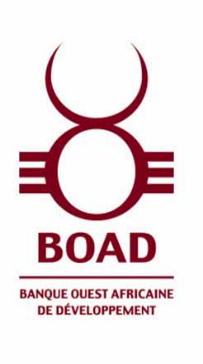 BOAD
BANQUE OUEST AFRICAINE
DE DÉVELOPPEMENT